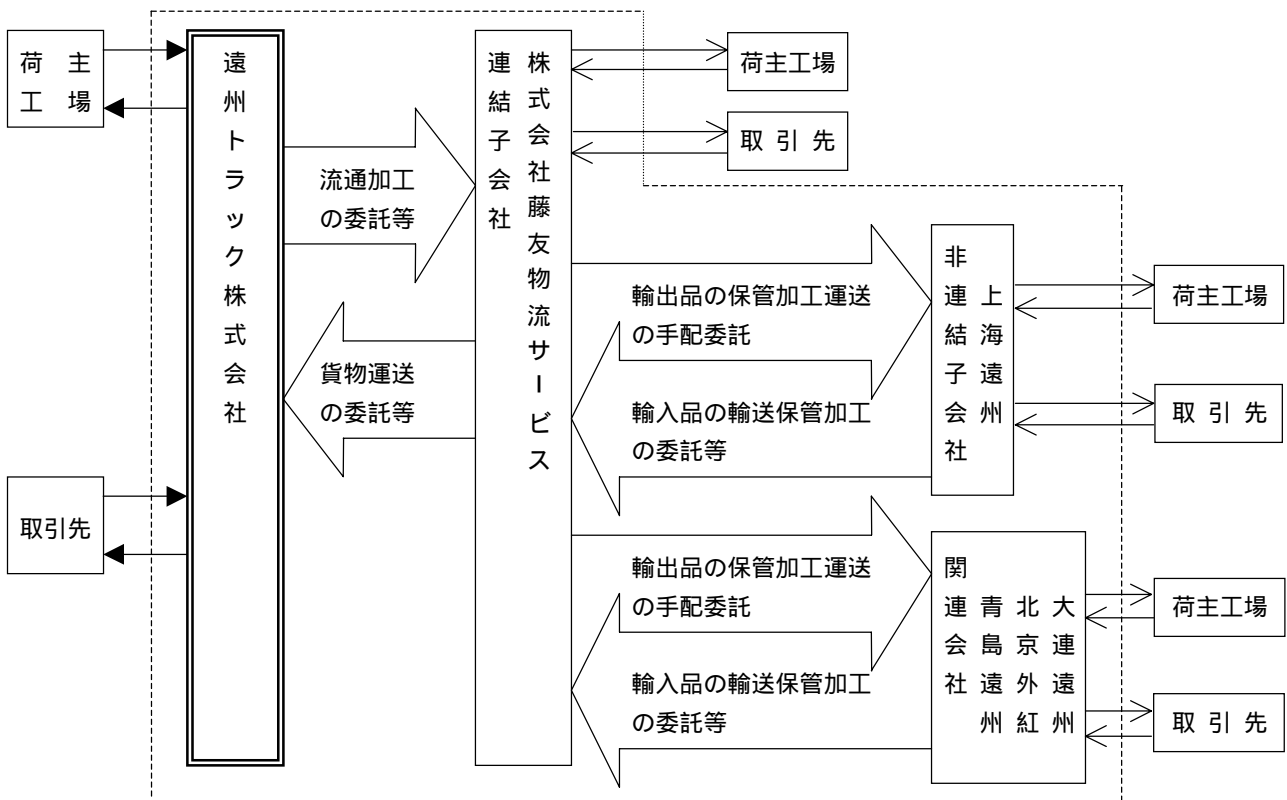 荷主
工場
取引先
遠州トラック株式会社
流通加工
の委託等
貨物運送
の委託等
株式会社藤友物流サービス
連結子会社
荷主工場
取引先
輸出品の保管加工運送
の手配委託
輸入品の輸送保管加工
の委託等
上海遠州
非連結子会社
荷主工場
取引先
輸出品の保管加工運送
の手配委託
輸入品の輸送保管加工
の委託等
大連遠州
北京外紅
青島遠州
関連会社
荷主工場
取引先